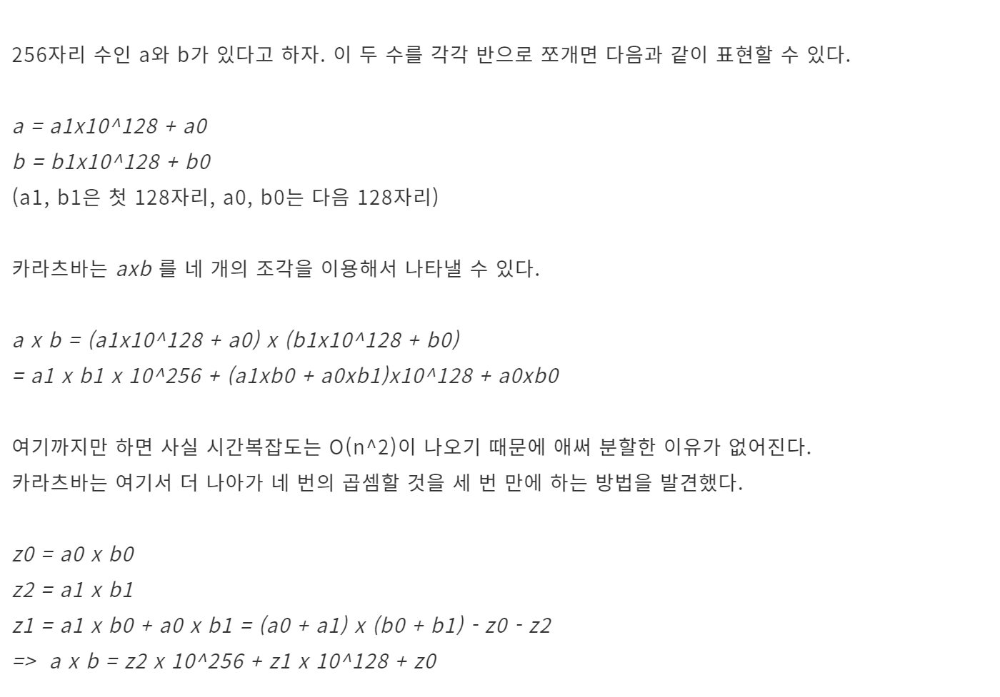 256자리 수인 a와 b가 있다고 하자. 이 두 수를 각각 반으로 쪼개면 다음과 같이 표현할 수 있다.
a = a1x10^128 + a0
b = b1x10^128 + b0
(a1, b1은 첫 128자리, a0, b0는 다음 128자리)
카라츠바는 axb 를 네 개의 조각을 이용해서 나타낼 수 있다.
a x b = (a1x10^128 + a0) x (b1x10^128 + b0)
= a1 x b1 x 10^256 + (a1xb0 + a0xb1)x10^128 + a0xb0
여기까지만 하면 사실 시간복잡도는 O(n^2)이 나오기 때문에 애써 분할한 이유가 없어진다.
카라츠바는 여기서 더 나아가 네 번의 곱셈할 것을 세 번 만에 하는 방법을 발견했다.
z0 = a0 x b0
z2 = a1 x b1
z1 = a1 x b0 + a0 x b1 = (a0 + a1) x (b0 + b1) - z0 - z2
=> a x b = z2 x 10^256 + z1 x 10^128 + z0